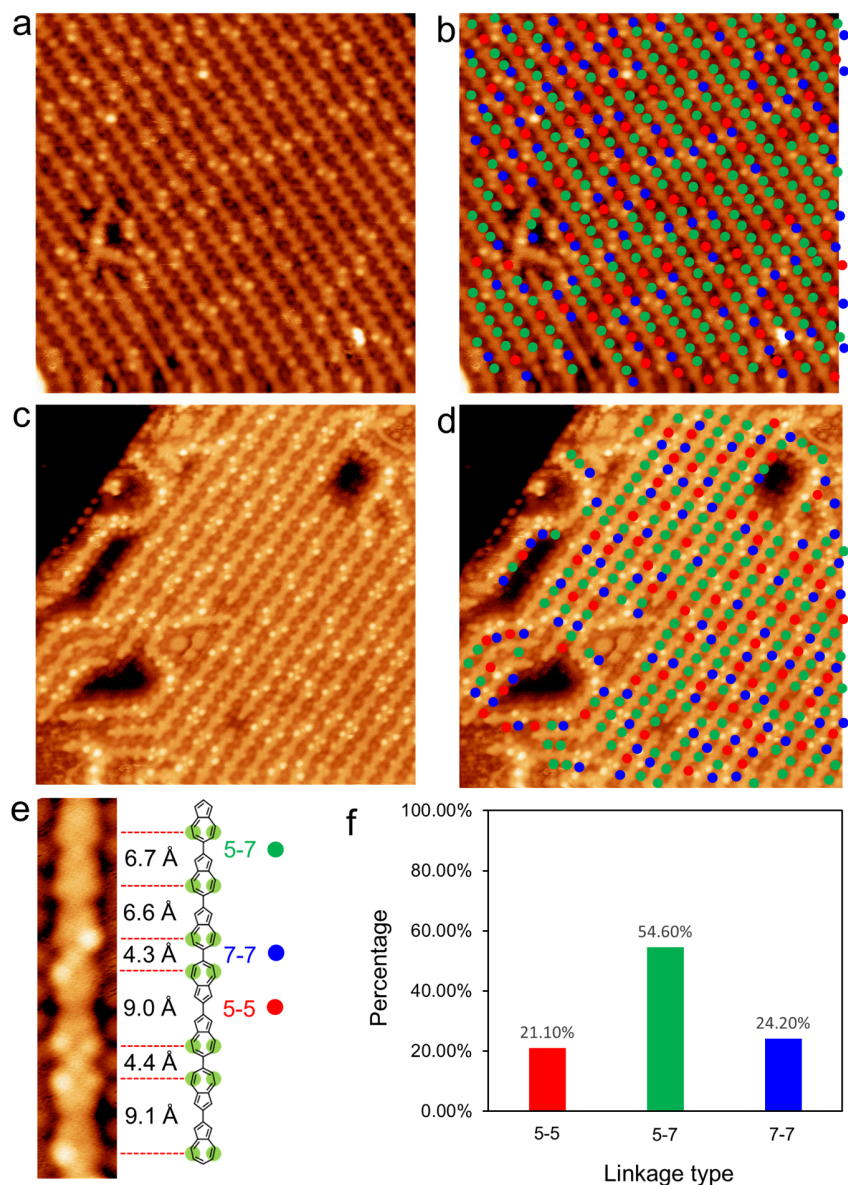 a
b
c
d
e
6.7 Å
6.6 Å
4.3 Å
9.0 Å
4.4 Å
9.1 Å
5-7
7-7
5-5
f
100.00%
80.00%
60.00%
40.00%
20.00%
0.00%
Percentage
21.10%
54.60%
24.20%
5-5
5-7
7-7
Linkage type